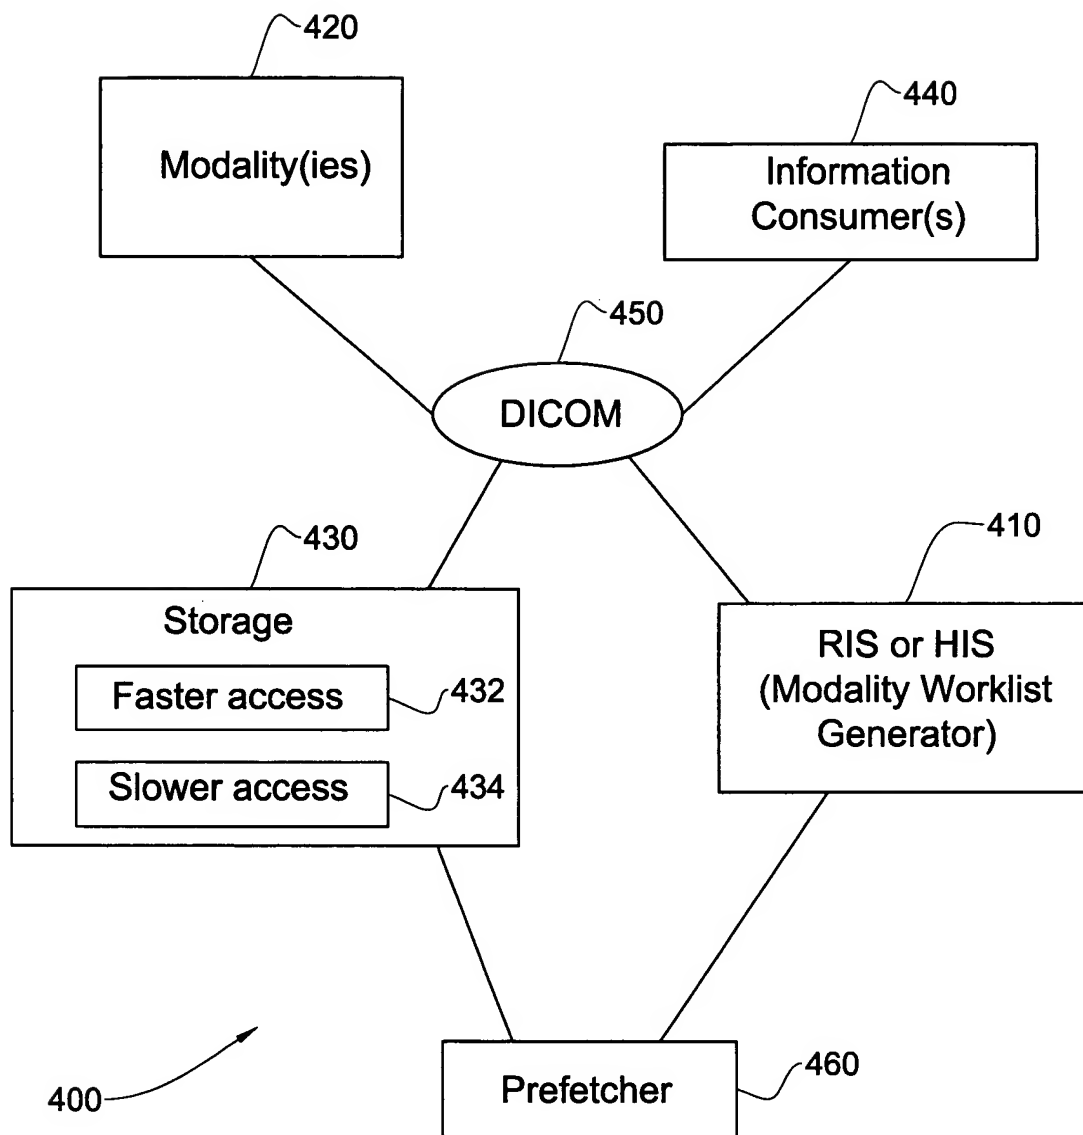 420
Modality(ies)
440
Information
Consumer(s)
450
DICOM
430
Storage
Faster access
432
Slower access
434
410
RIS or HIS
(Modality Worklist
Generator)
400
Prefetcher
460